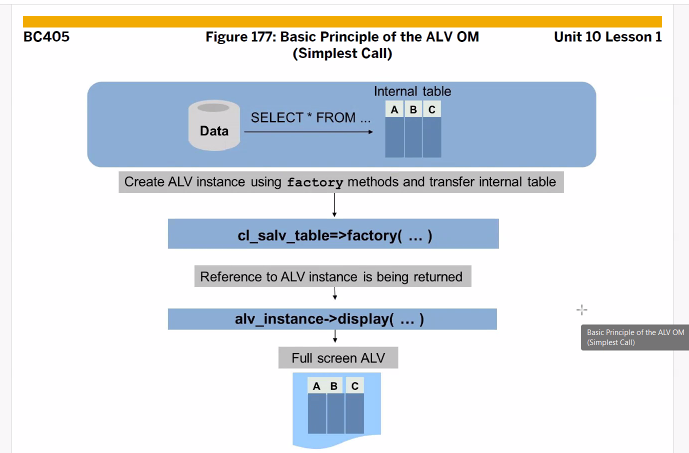 BC405
Figure 177: Basic Principle of the ALV OM
(Simplest Call)
Unit 10 Lesson 1
Internal table
Data
SELECT * FROM ...
A B C
Create ALV instance using factory methods and transfer internal table
cl_salv_table=>factory( ... )
Reference to ALV instance is being returned
alv_instance->display( ... )
Basic Principle of the ALV OM
(Simplest Call)
Full screen ALV
A B C